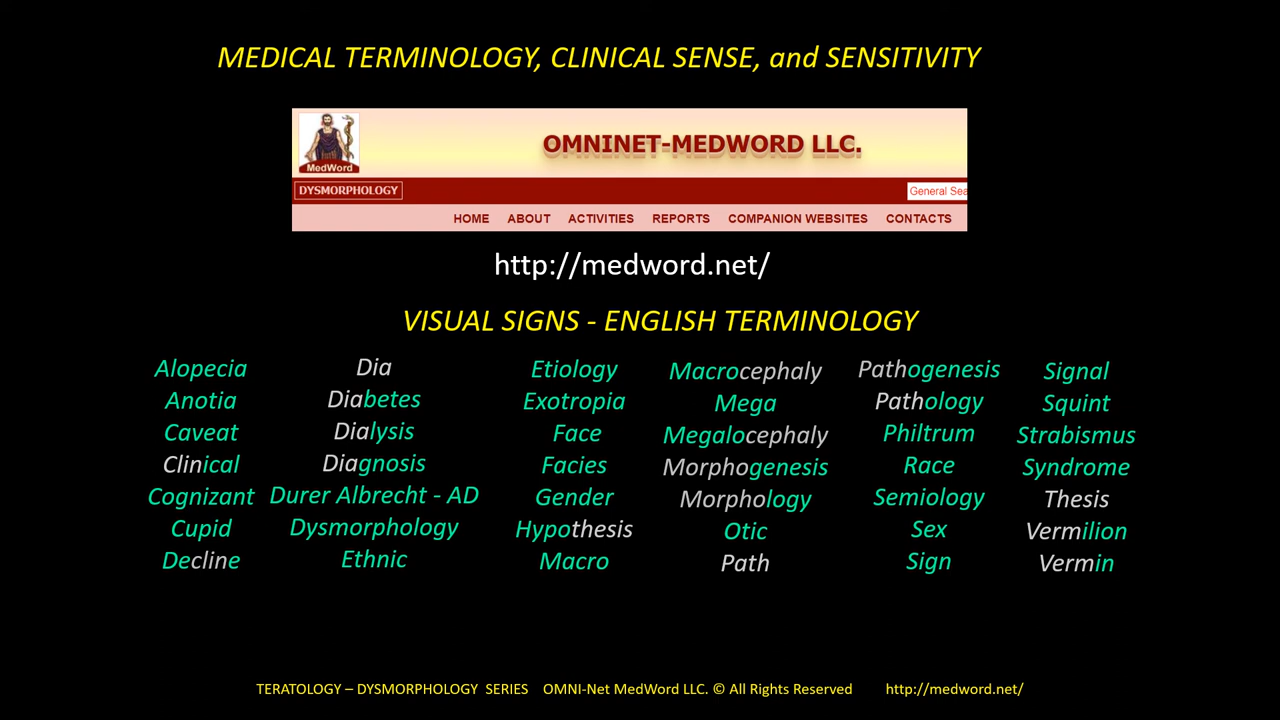 MEDICAL TERMINOLOGY, CLINICAL SENSE, and SENSITIVITY
OMNINET-MEDWORD LLC.
MedWord
DYSMORPHOLOGY
General Sea
HOME ABOUT ACTIVITIES REPORTS COMPANION WEBSITES CONTACTS
http://medword.net/
VISUAL SIGNS - ENGLISH TERMINOLOGY
Alopecia
Anotia
Caveat
Clinical
Cognizant
Cupid
Decline
Dia
Diabetes
Dialysis
Diagnosis
Durer Albrecht - AD
Dysmorphology
Ethnic
Etiology
Exotropia
Face
Facies
Gender
Hypothesis
Macro
Macrocephaly
Mega
Megalocephaly
Morphogenesis
Morphology
Otic
Path
Pathogenesis
Pathology
Philtrum
Race
Semiology
Sex
Sign
Signal
Squint
Strabismus
Syndrome
Thesis
Vermilion
Vermin
TERATOLOGY – DYSMORPHOLOGY SERIES OMNI-Net MedWord LLC. © All Rights Reserved http://medword.net/